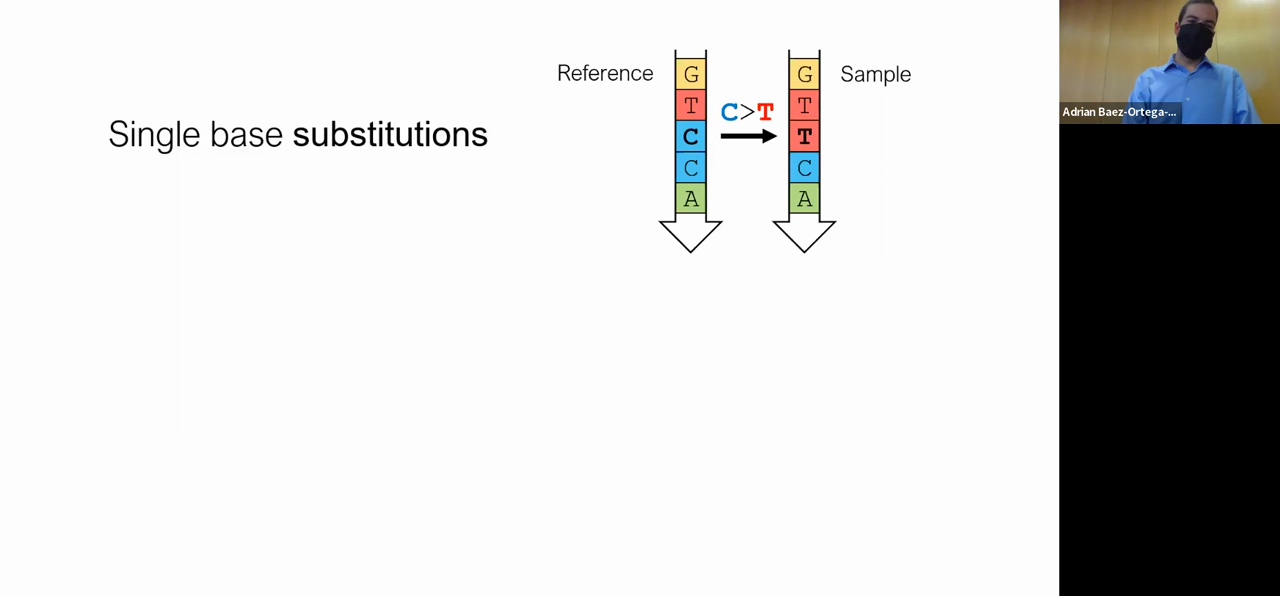 Single base substitutions
Reference
Sample
G
T
C
C
A
C>T
G
T
T
C
A
Adrian Baez-Ortega-...